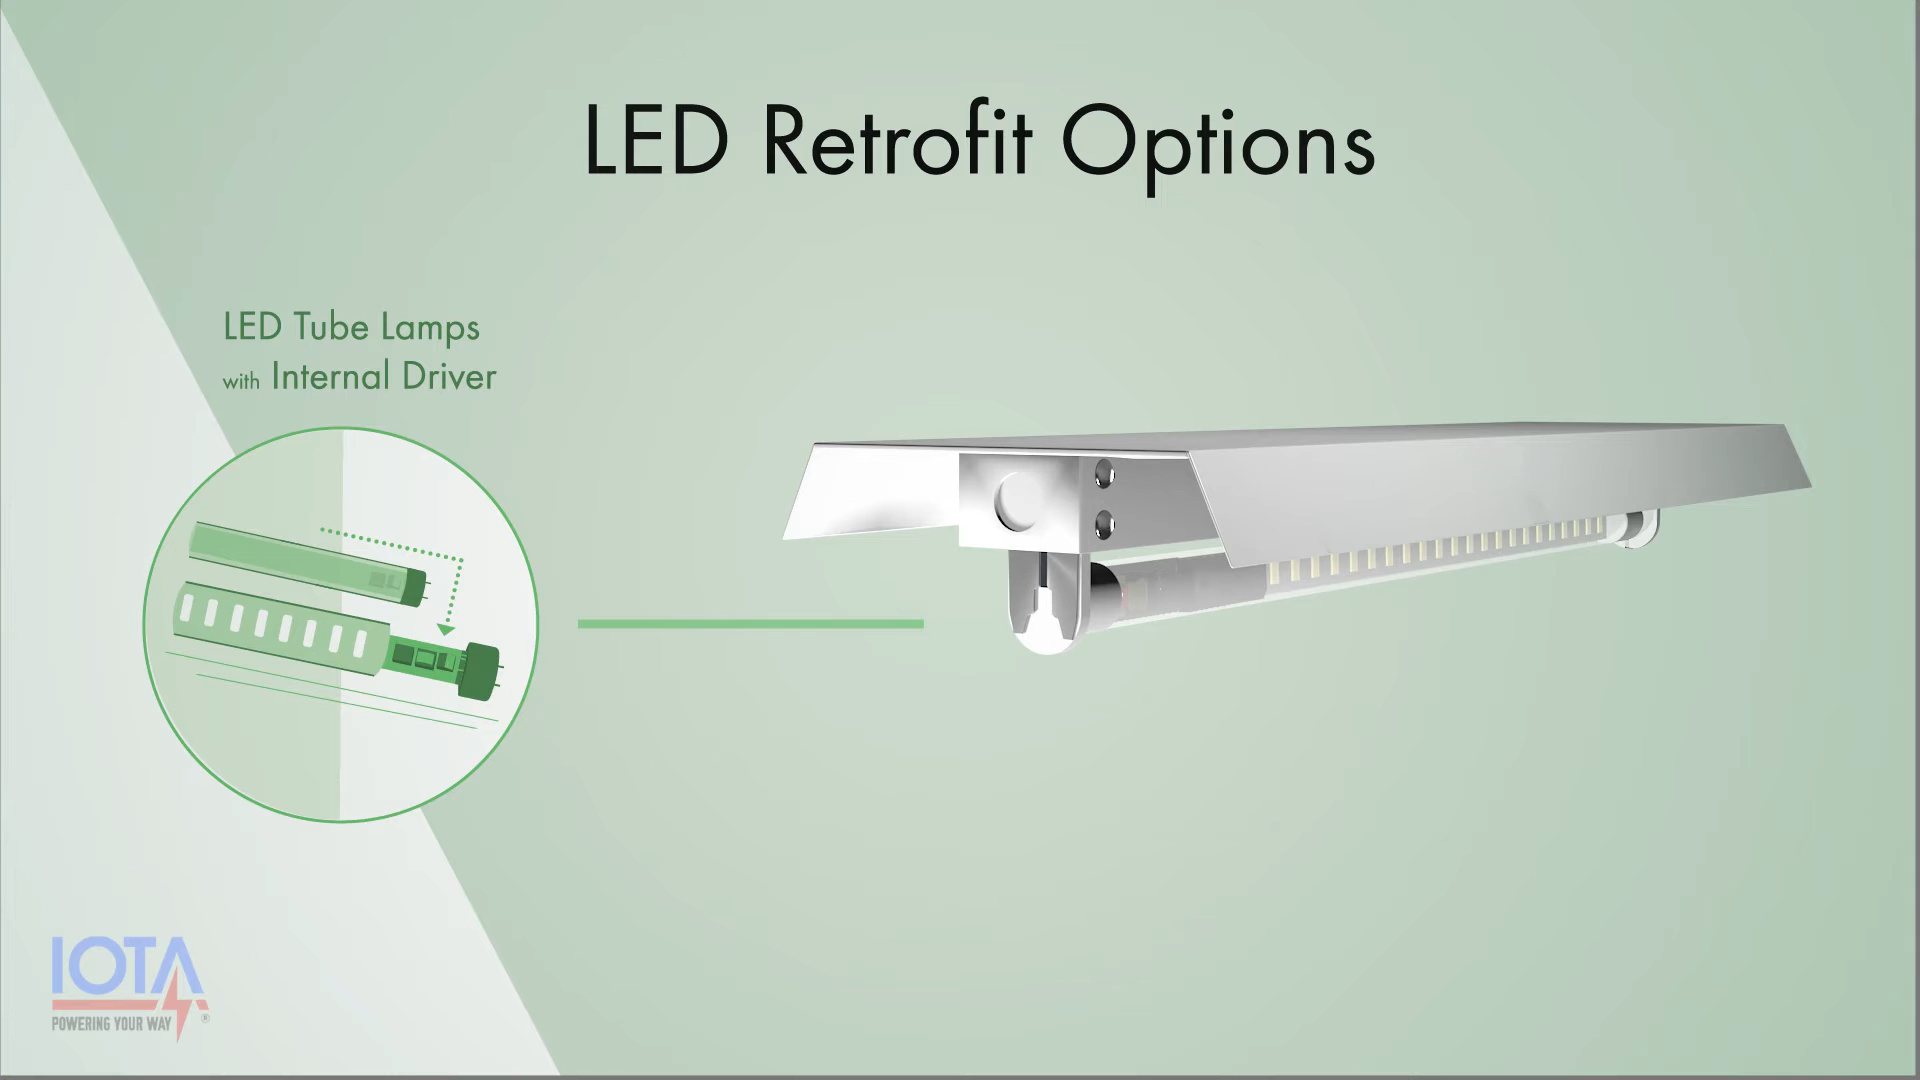 LED Retrofit Options
LED Tube Lamps
with Internal Driver
IOTA
POWERING YOUR WAY ®